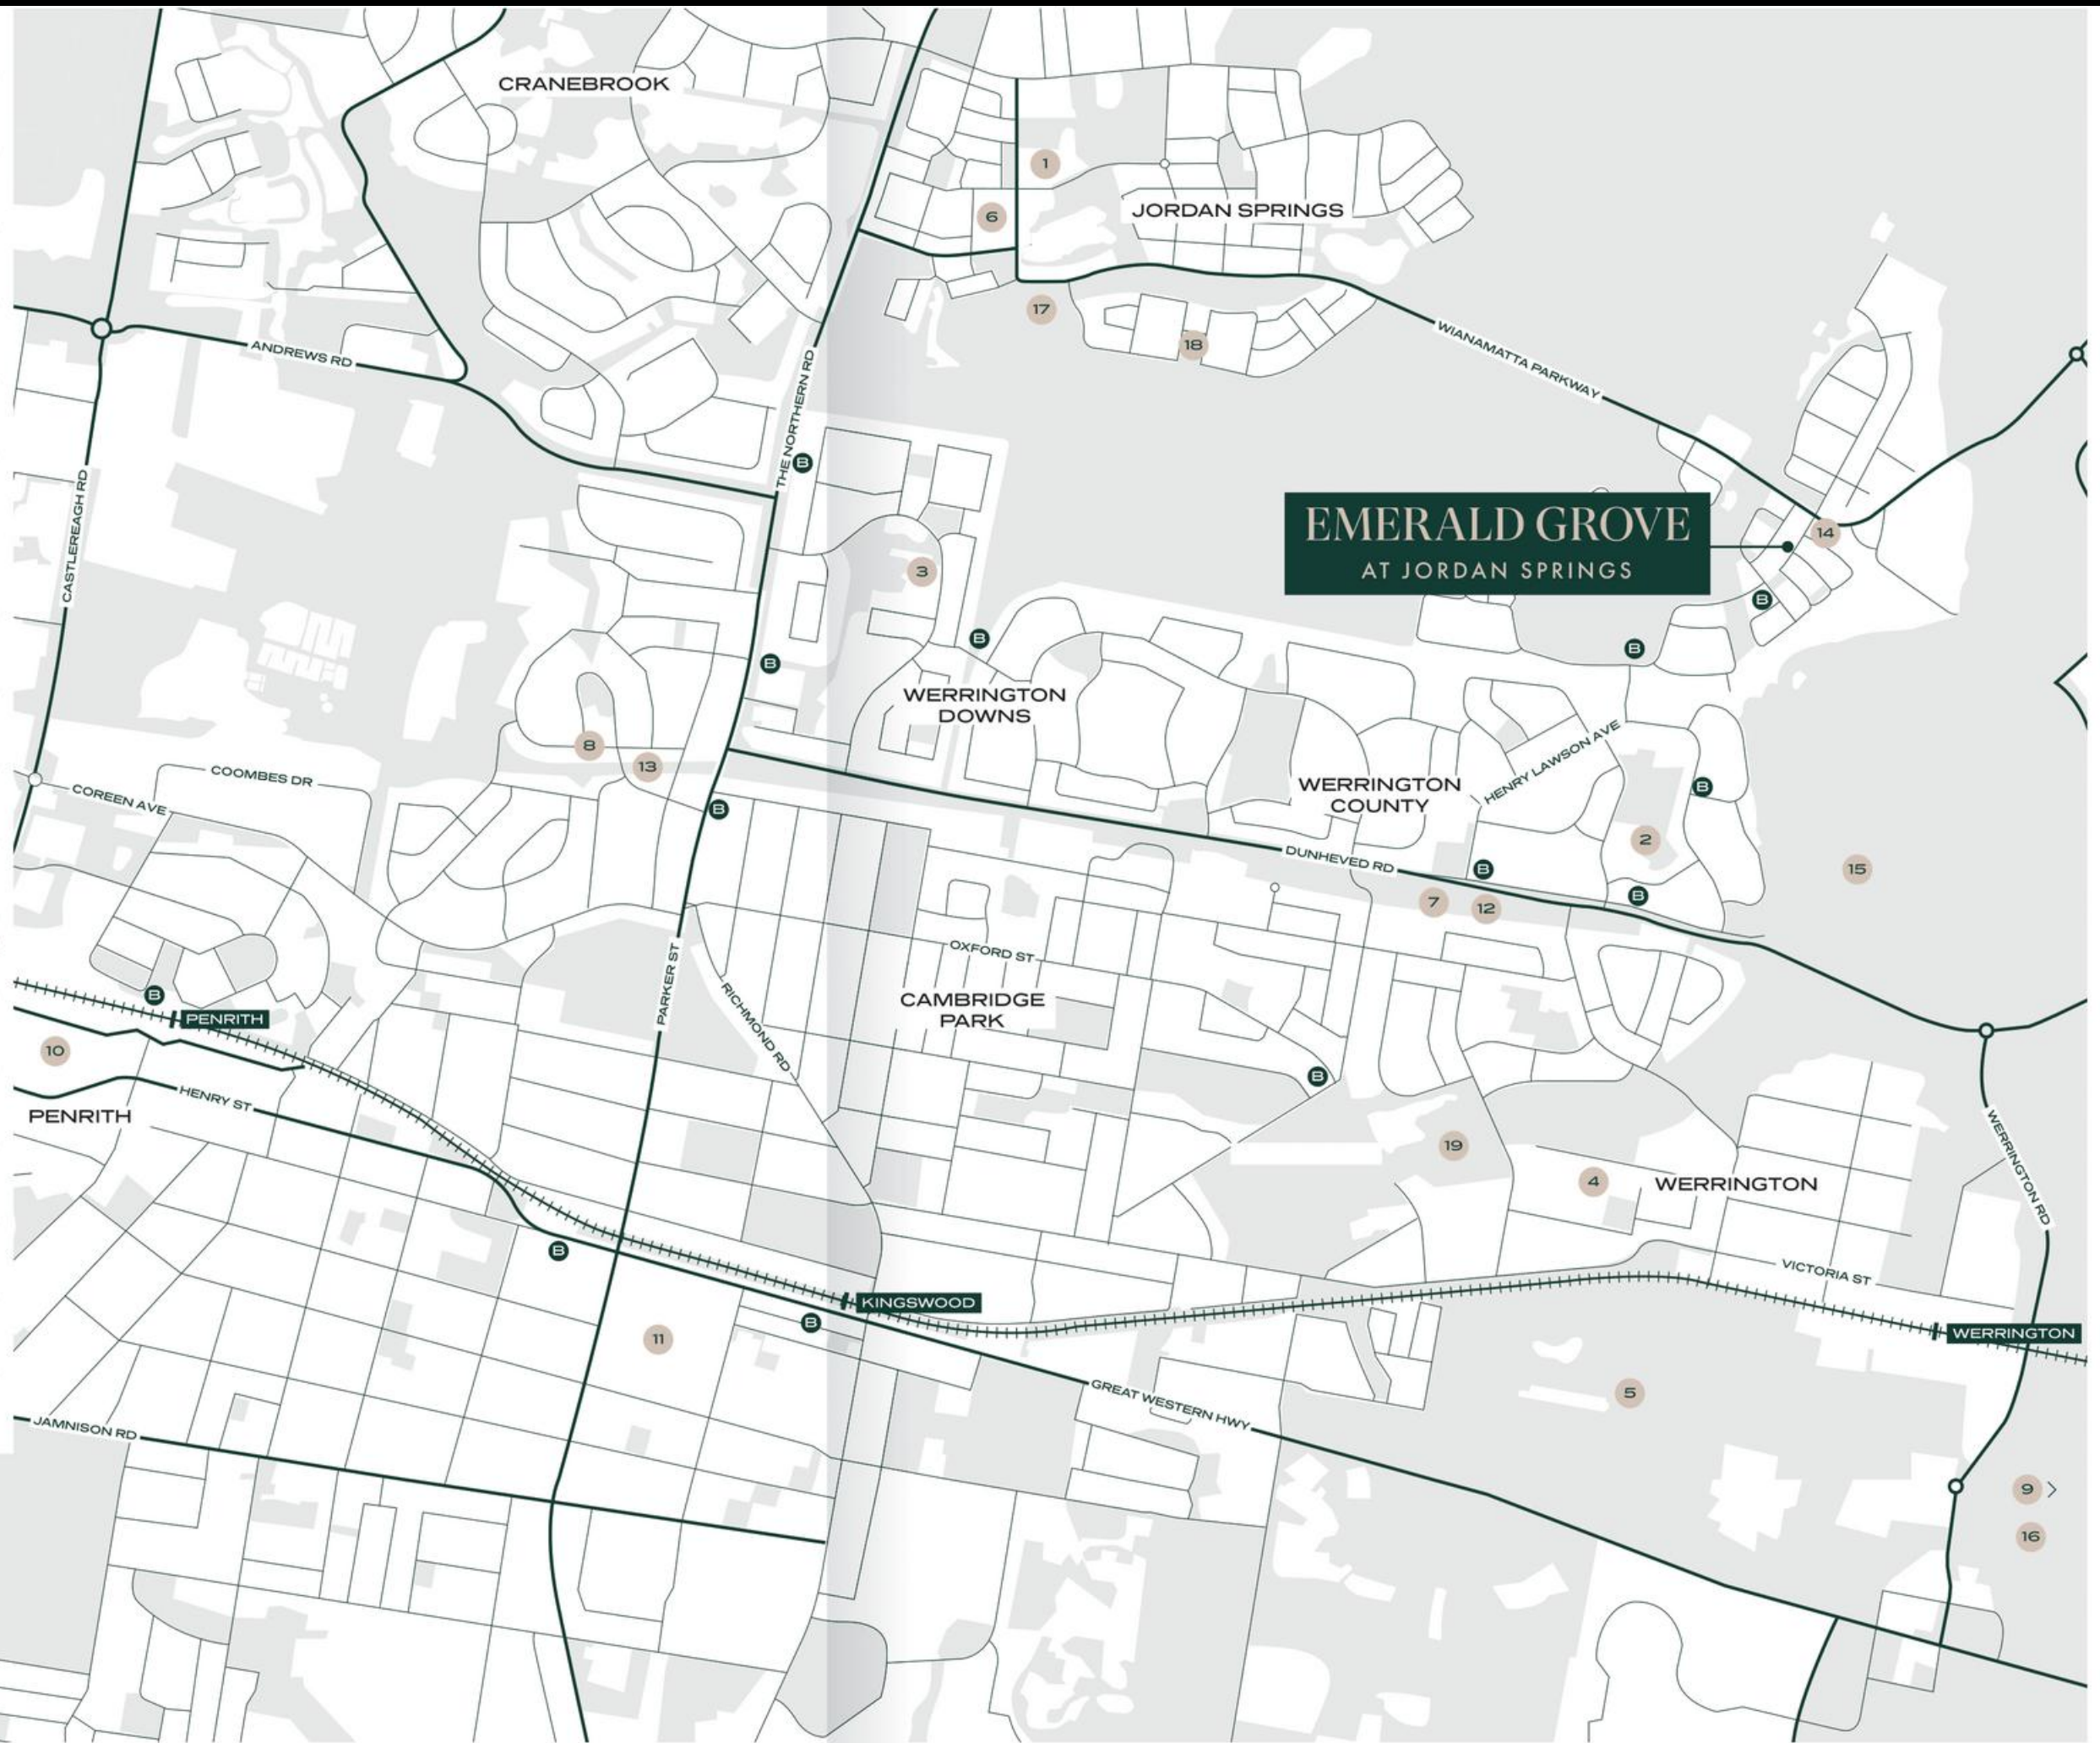 CRANEBROOK
1
JORDAN SPRINGS
6
17
18
ANDREWS RD
WIANAMATTA PARKWAY
THE NORTHERN RD
B
CASTLEREAGH RD
EMERALD GROVE
AT JORDAN SPRINGS
14
3
B
B
B
B
WERRINGTON
DOWNS
8
13
COOMBES DR
COREEN AVE
B
WERRINGTON
COUNTY
HENRY LAWSON AVE
B
2
DUNHEVED RD
B
15
B
7
12
OXFORD ST
PARKER ST
RICHMOND RD
CAMBRIDGE
PARK
B
PENRITH
10
B
HENRY ST
PENRITH
19
4
WERRINGTON
WERRINGTON RD
B
VICTORIA ST
KINGSWOOD
B
11
WERRINGTON
GREAT WESTERN HWY
5
JAMNISON RD
9 >
16